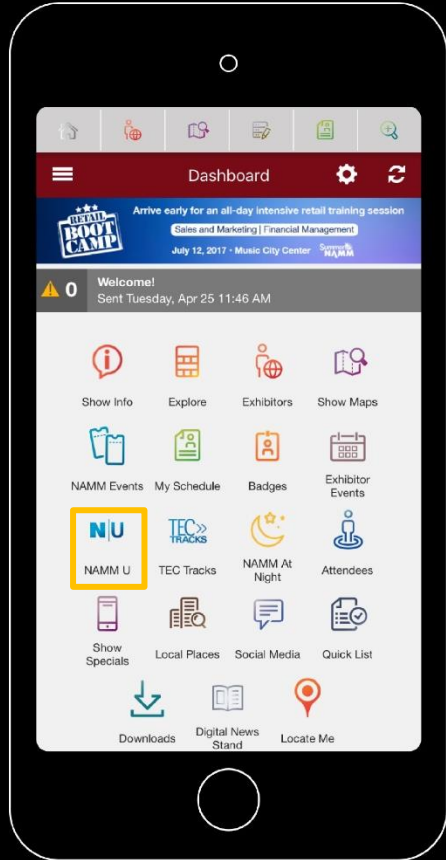 Dashboard
RETAIL
BOOT
CAMP
Arrive early for an all-day intensive retail training session
Sales and Marketing | Financial Management
July 12, 2017 • Music City Center
Summer
NAMM
0
Welcome!
Sent Tuesday, Apr 25 11:46 AM
Show Info
Explore
Exhibitors
Show Maps
NAMM Events
My Schedule
Badges
Exhibitor
Events
N|U
TEC»
TRACKS
NAMM U
TEC Tracks
NAMM At
Night
Attendees
Show
Specials
Local Places
Social Media
Quick List
Downloads
Digital News
Stand
Locate Me